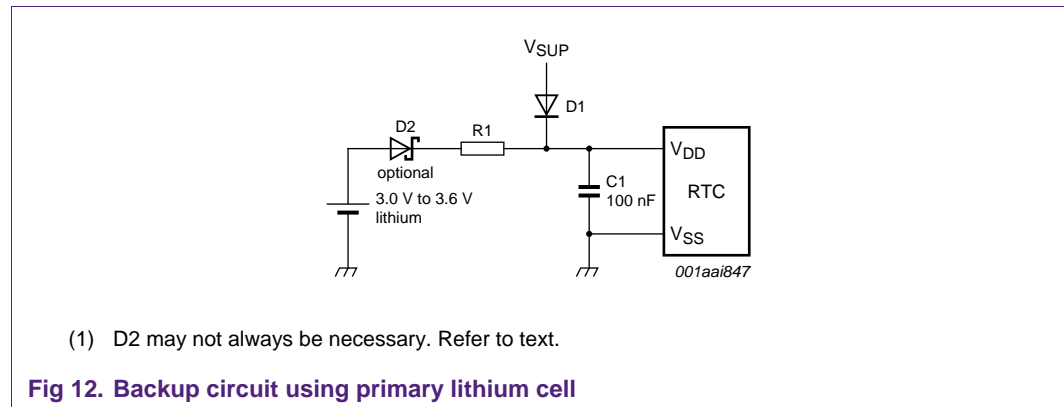 VSUP
D1
D2
R1
optional
3.0 V to 3.6 V
lithium
C1
100 nF
VDD
RTC
VSS
001aai847
(1) D2 may not always be necessary. Refer to text.
Fig 12. Backup circuit using primary lithium cell